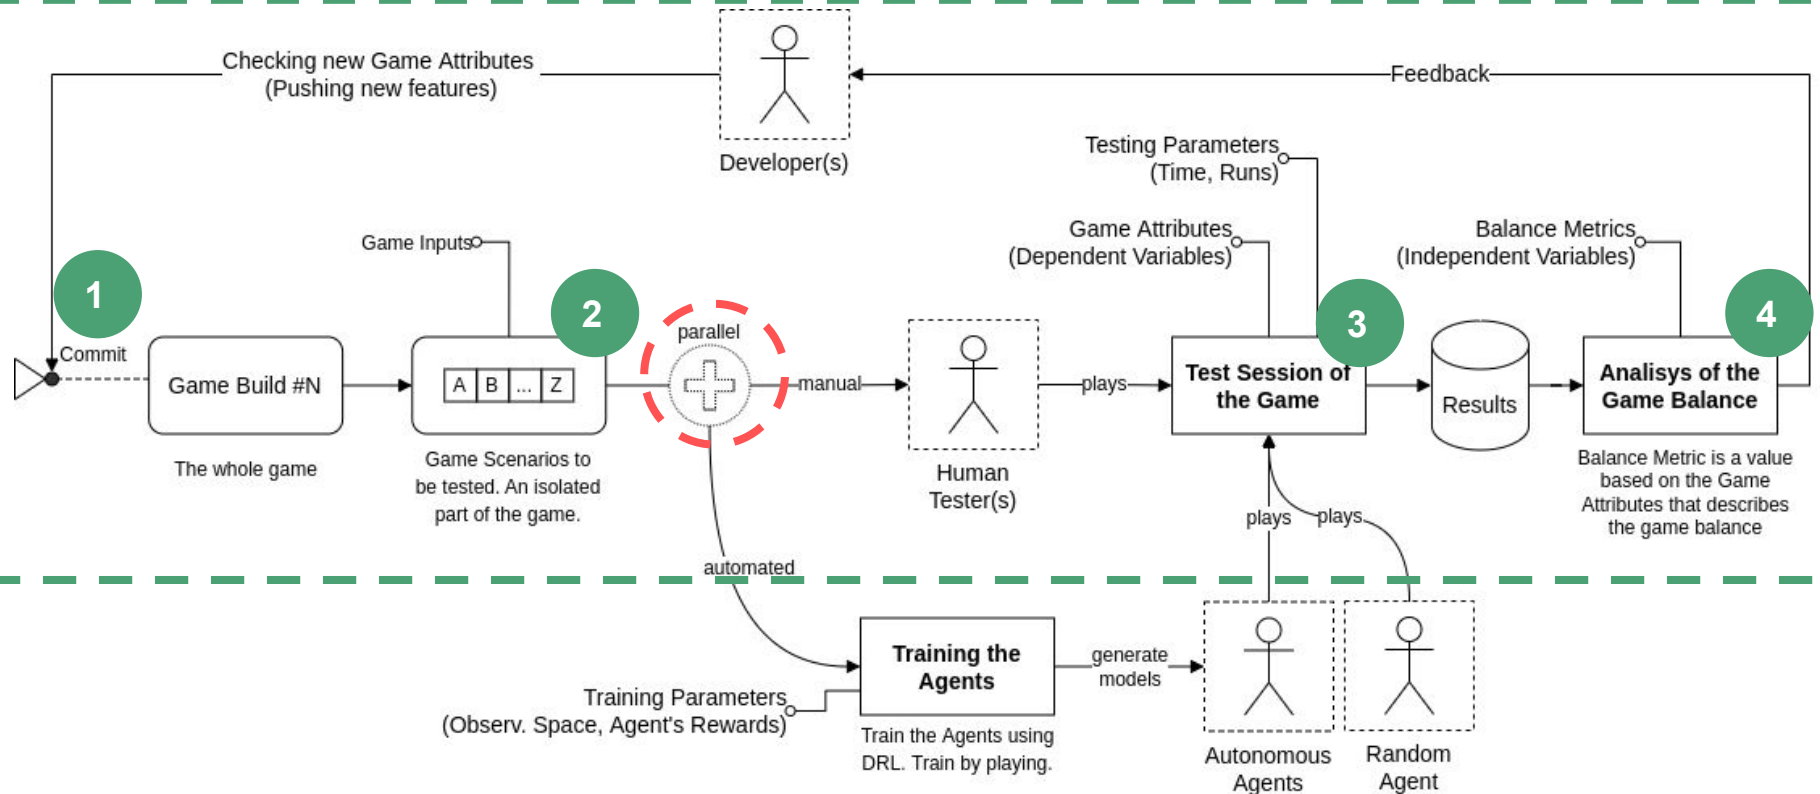 Checking new Game Attributes
(Pushing new features)
Developer(s)
Feedback
Testing Parameters
(Time, Runs)
Game Attributes
(Dependent Variables)
Balance Metrics
(Independent Variables)
Game Inputs
1
2
3
4
Commit
Game Build #N
The whole game
A B ... Z
Game Scenarios to
be tested. An isolated
part of the game.
parallel
manual
Human
Tester(s)
plays
Test Session of
the Game
Results
Analisys of the
Game Balance
Balance Metric is a value
based on the Game
Attributes that describes
the game balance
plays
plays
automated
Training the
Agents
Training Parameters
(Observ. Space, Agent's Rewards)
Train the Agents using
DRL. Train by playing.
generate
models
Autonomous
Agents
Random
Agent